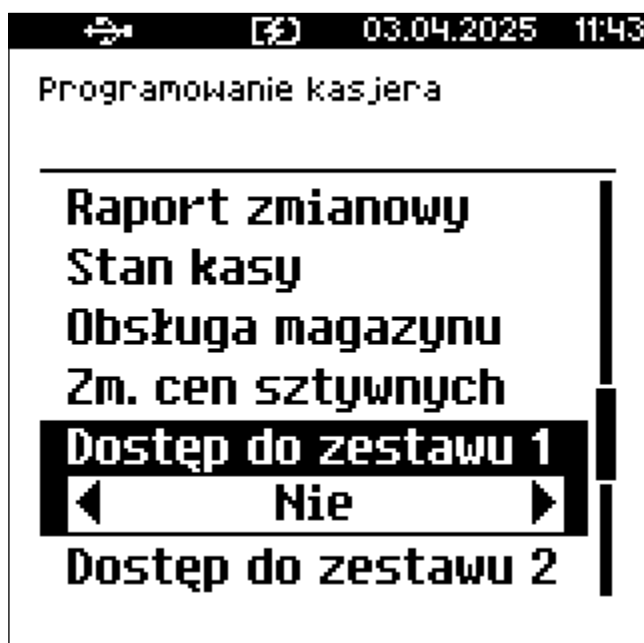 03.04.2025 11:43
Programowanie kasjera
Raport zmianowy
Stan kasy
Obsługa magazynu
Zm. cen sztywnych
Dostęp do zestawu 1
Nie
Dostęp do zestawu 2